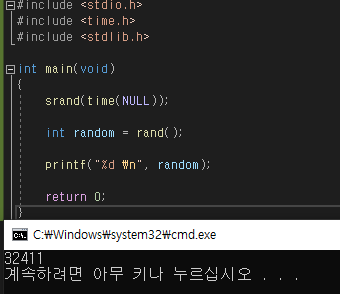 #include <stdio.h>
#include <time.h>
#include <stdlib.h>
int main(void)
{
srand(time(NULL));
int random = rand();
printf("%d ₩n", random);
return 0;
}
C:₩Windows₩system32₩cmd.exe
32411
계속하려면 아무 키나 누르십시오 . . .